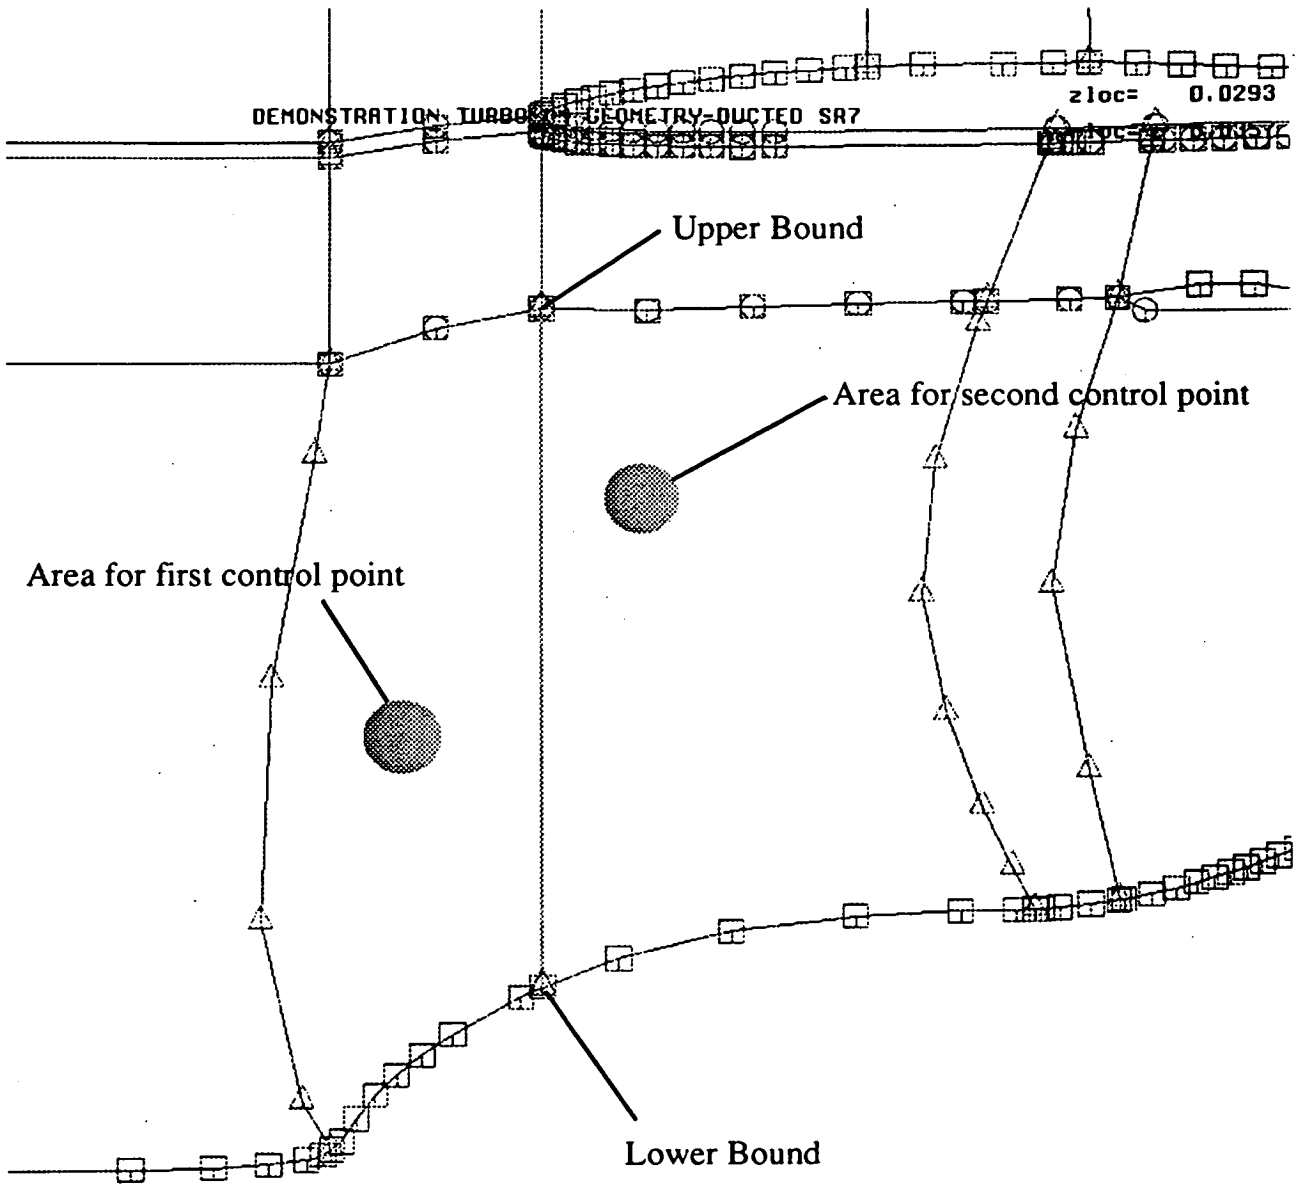 DEMONSTRATION TURBO GEOMETRY-DUCTED SR7
zloc= 0.0293
Upper Bound
Area for second control point
Area for first control point
Lower Bound